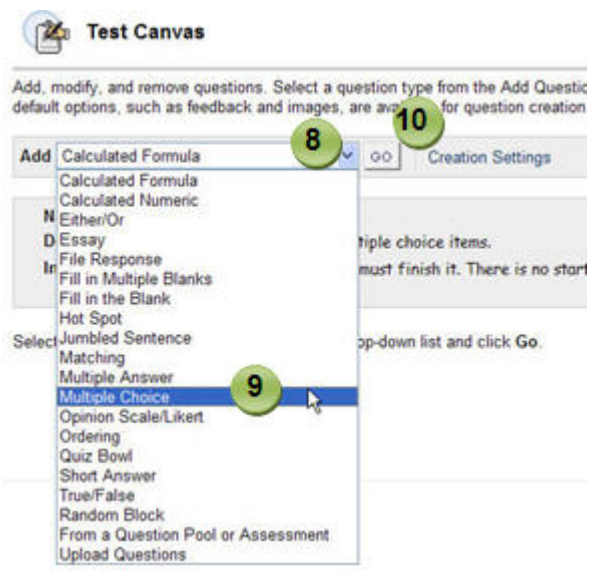 Test Canvas
Add, modify, and remove questions. Select a question type from the Add Questio
default options, such as feedback and images, are for question creation
8
10
Add Calculated Formula GO Creation Settings
Calculated Formula
Calculated Numeric
N Either/Or
D Essay tiple choice items.
File Response
In must finish it. There is no start
Fill in Multiple Blanks
Fill in the Blank
Hot Spot
Jumbled Sentence
Select op-down list and click Go.
Matching
Multiple Answer
Multiple Choice 9
Opinion Scale/Likert
Ordering
Quiz Bowl
Short Answer
True/False
Random Block
From a Question Pool or Assessment
Upload Questions